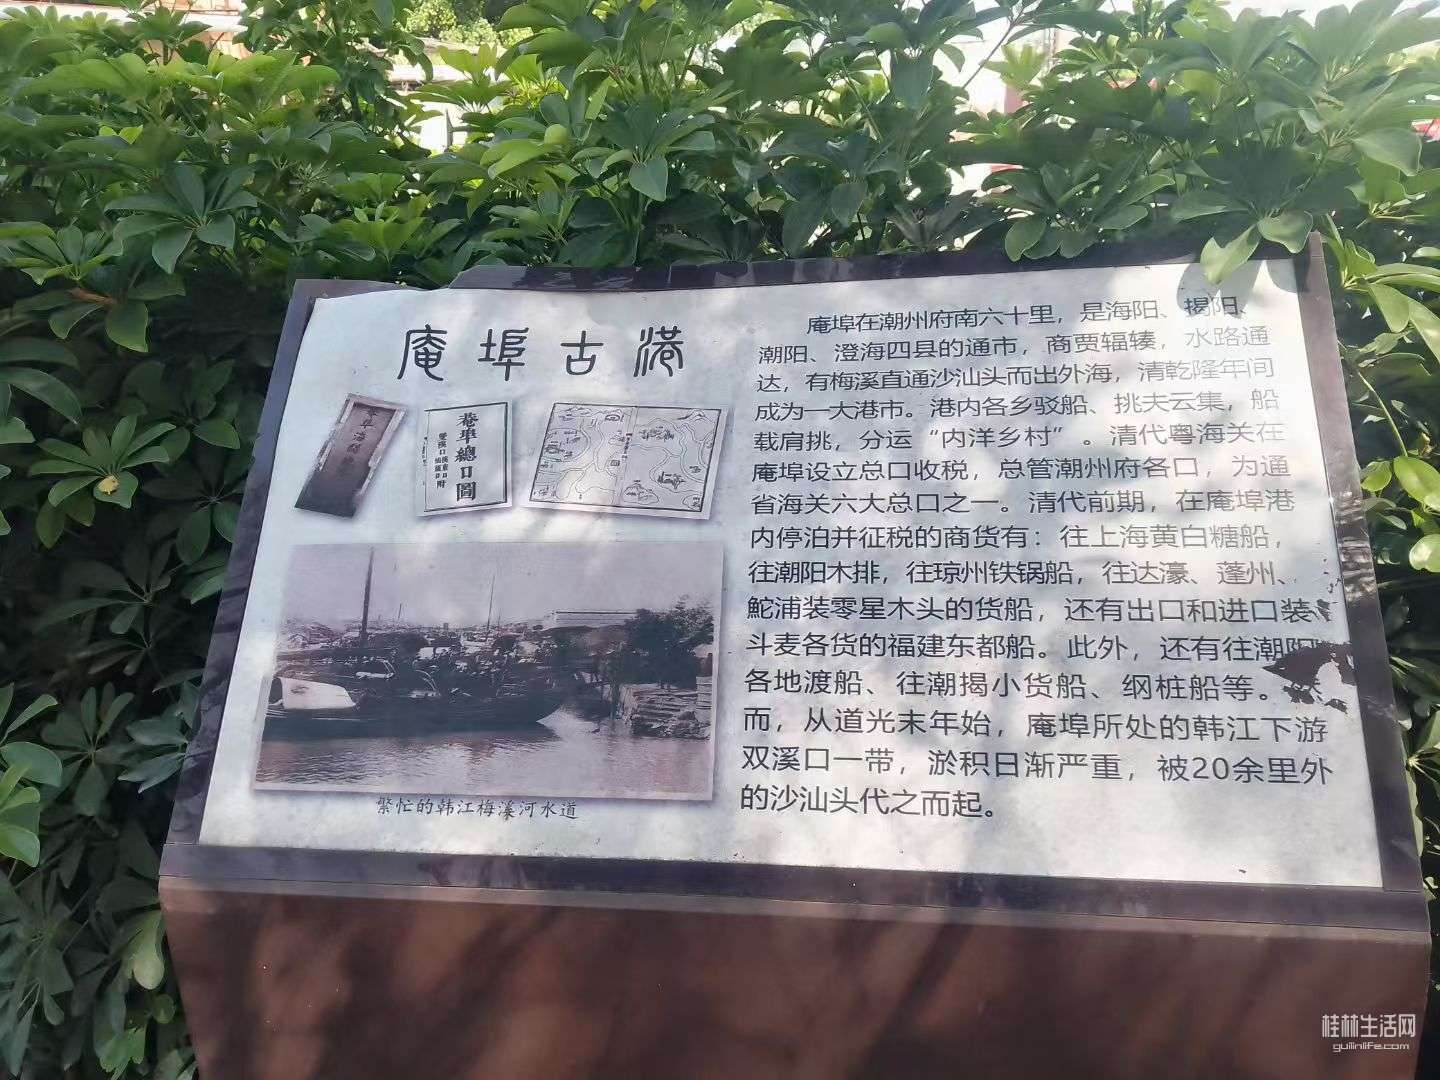 庵埠古港
庵埠海關
菴埠總口圖
雙溪口
汕
附
繁忙的韩江梅溪河水道
庵埠在潮州府南六十里，是海阳、揭阳、
潮阳、澄海四县的通市，商贾辐辏，水路通
达，有梅溪直通沙汕头而出外海，清乾隆年间
成为一大港市。港内各乡驳船、挑夫云集，船
载肩挑，分运“内洋乡村”。清代粤海关在
庵埠设立总口收税，总管潮州府各口，为通
省海关六大总口之一。清代前期，在庵埠港
内停泊并征税的商货有：往上海黄白糖船，
往潮阳木排，往琼州铁锅船，往达濠、蓬州、
鮀浦装零星木头的货船，还有出口和进口装
斗麦各货的福建东都船。此外，还有往潮阳
各地渡船、往潮揭小货船、纲桩船等。
而，从道光末年始，庵埠所处的韩江下游
双溪口一带，淤积日渐严重，被20余里外
的沙汕头代之而起。
桂林生活网
guilinlife.com